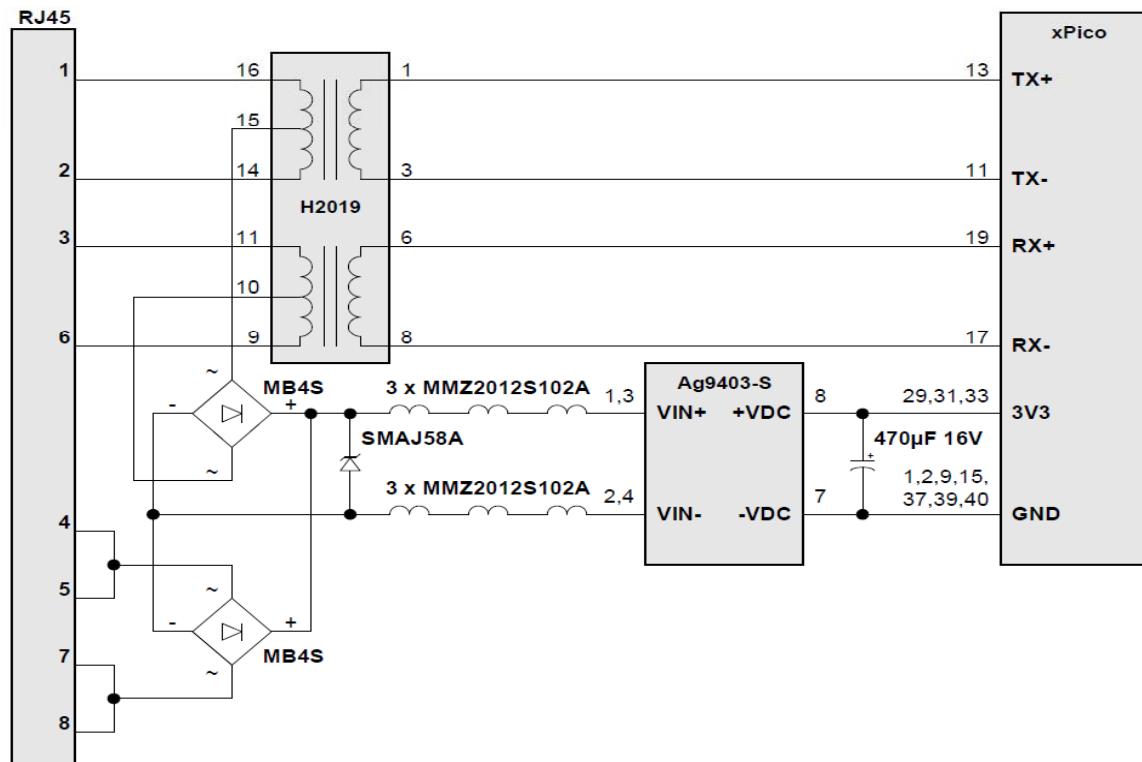 RJ45
xPico
1
16
1
13
TX+
15
2
14
3
11
TX-
H2019
3
11
6
19
RX+
10
6
9
8
17
RX-
~
MB4S
3 x MMZ2012S102A
1,3
Ag9403-S
VIN+
+VDC
8
29,31,33
3V3
-
+
SMAJ58A
470µF 16V
+
~
3 x MMZ2012S102A
2,4
VIN-
-VDC
7
1,2,9,15,
37,39,40
GND
4
5
~
-
+
MB4S
7
~
8